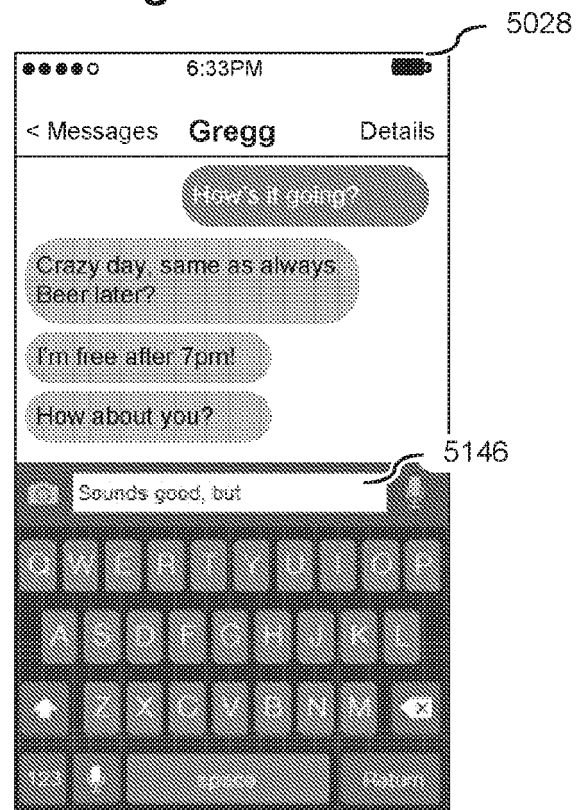 5028
6:33PM
< Messages Gregg Details
How's it going?
Crazy day, same as always.
Beer later?
I'm free after 7pm!
How about you?
5146
Sounds good, but
Q W E R T Y U I O P
A S D F G H J K L
Z X C V B N M
123 space Return